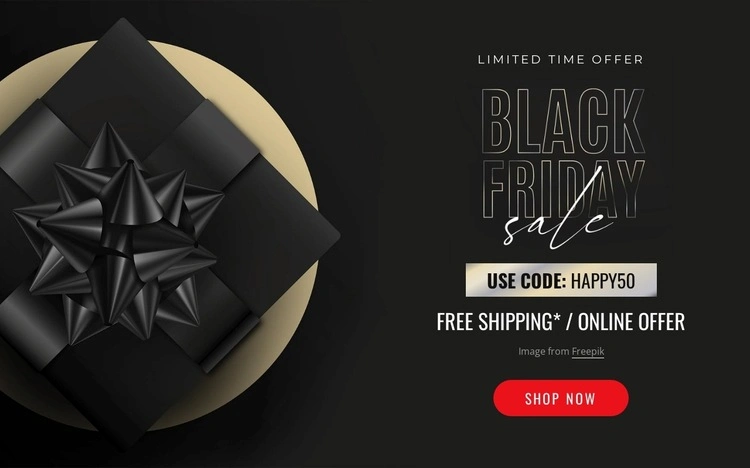 LIMITED TIME OFFER
BLACK
FRIDAY
sale
USE CODE: HAPPY50
FREE SHIPPING* / ONLINE OFFER
Image from Freepik
SHOP NOW